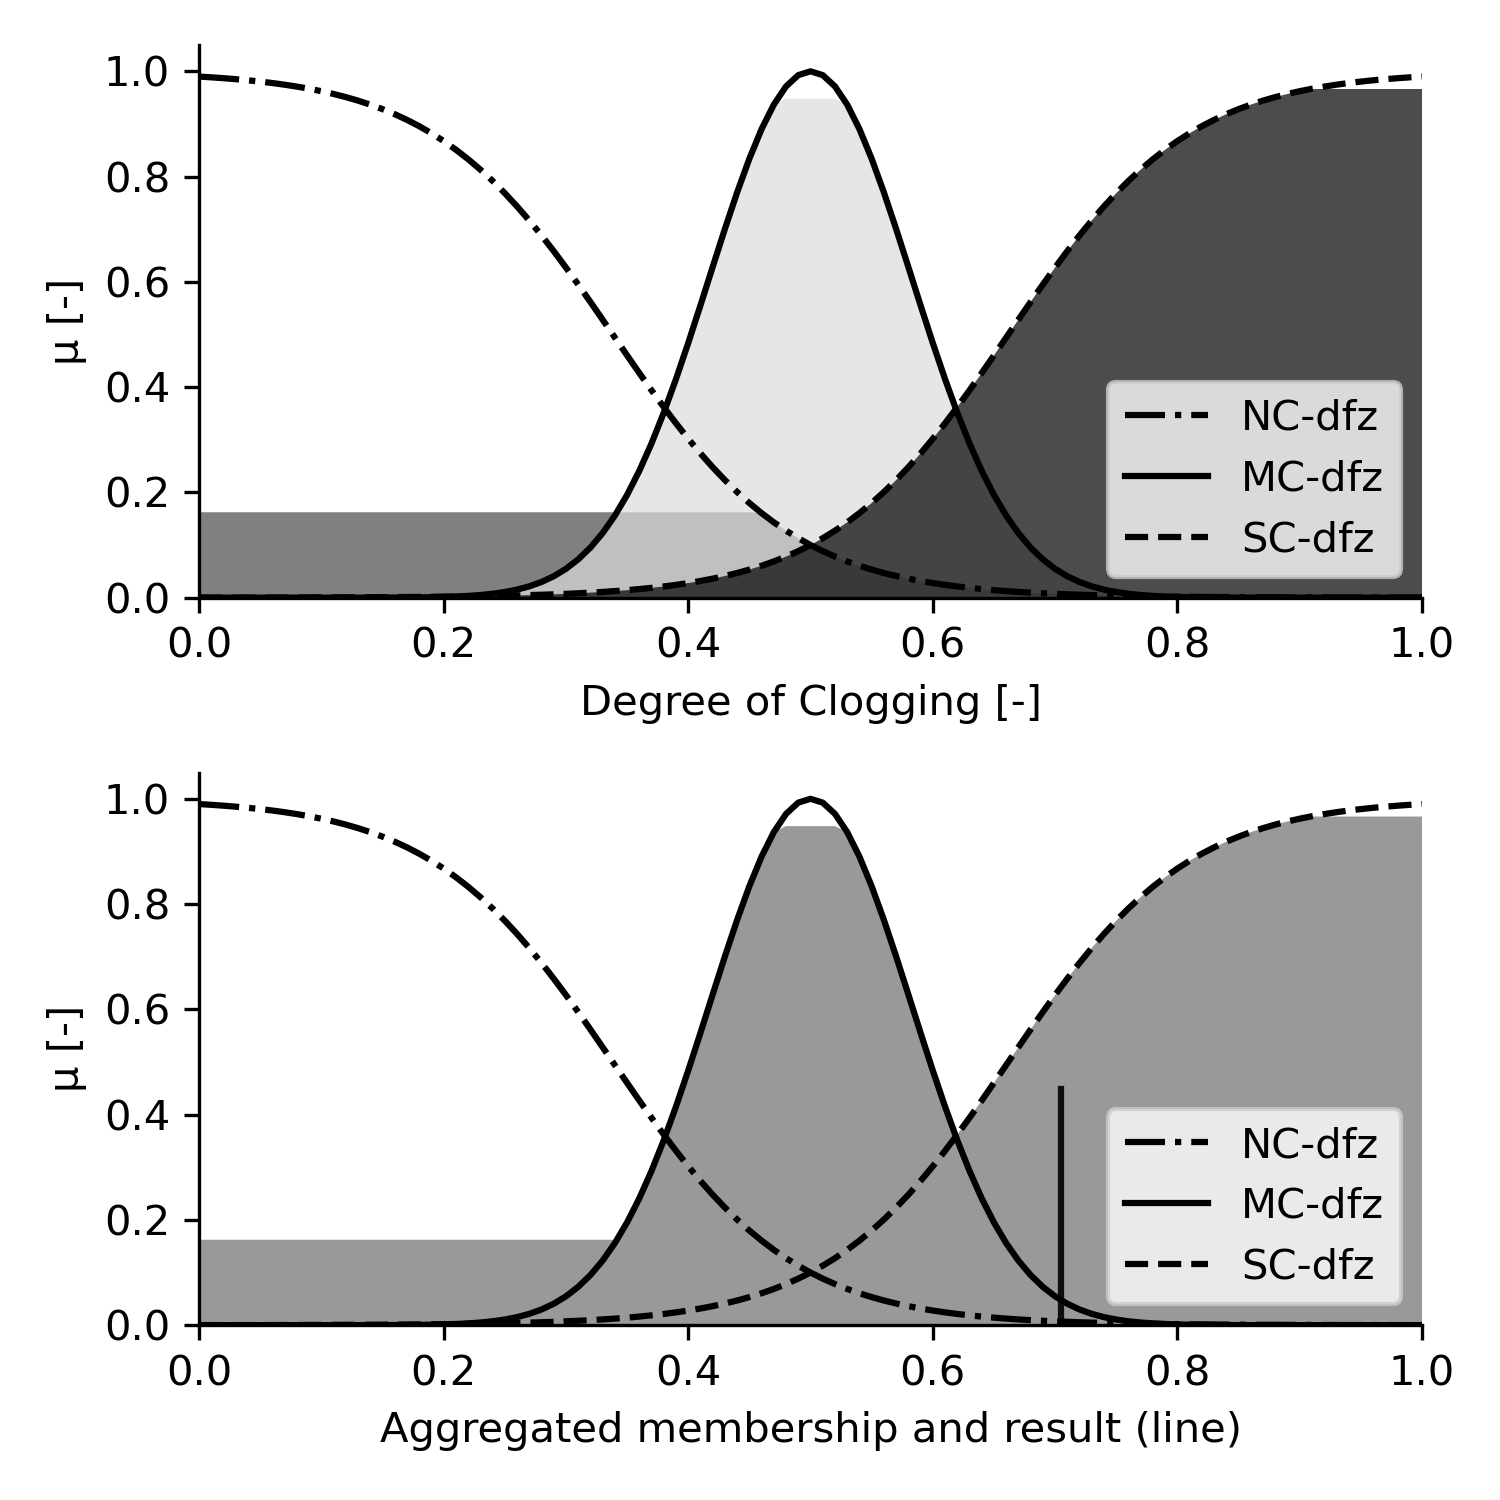 1.0
0.8
0.6
0.4
0.2
0.0
µ [-]
NC-dfz
MC-dfz
SC-dfz
0.0 0.2 0.4 0.6 0.8 1.0
Degree of Clogging [-]
1.0
0.8
0.6
0.4
0.2
0.0
µ [-]
NC-dfz
MC-dfz
SC-dfz
0.0 0.2 0.4 0.6 0.8 1.0
Aggregated membership and result (line)